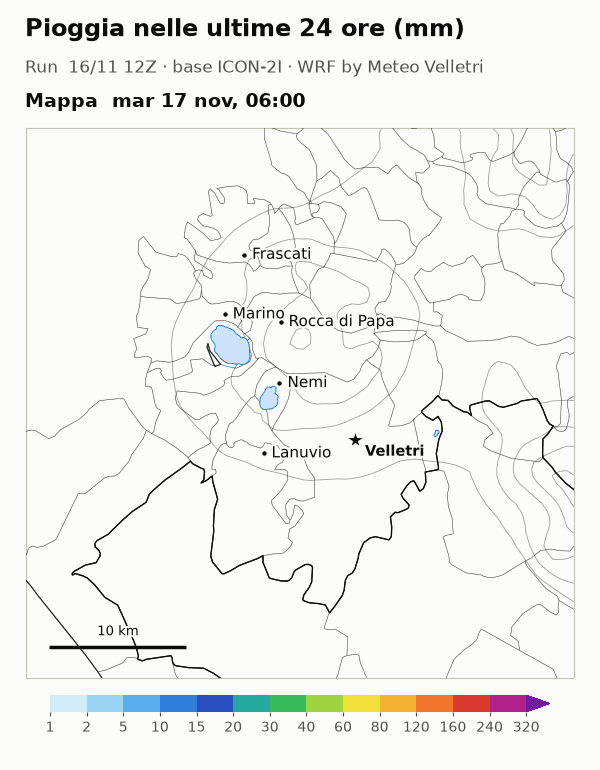 Pioggia nelle ultime 24 ore (mm)
Run 16/11 12Z · base ICON-2I · WRF by Meteo Velletri
Mappa mar 17 nov, 06:00
Frascati
Marino
Rocca di Papa
Nemi
Velletri
Lanuvio
10 km
1 2 5 10 15 20 30 40 60 80 120 160 240 320